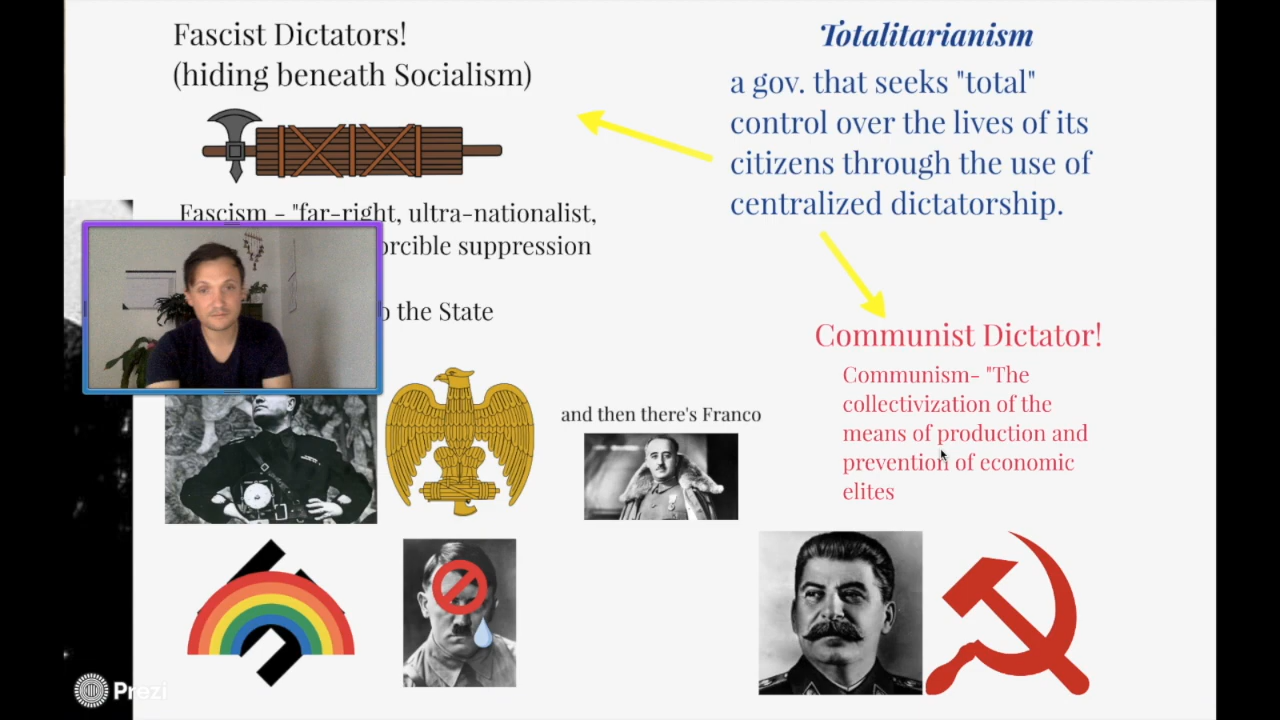 Fascist Dictators!
(hiding beneath Socialism)
Fascism - "far-right, ultra-nationalist,
forcible suppression
to the State
and then there's Franco
Totalitarianism
a gov. that seeks "total"
control over the lives of its
citizens through the use of
centralized dictatorship.
Communist Dictator!
Communism- "The
collectivization of the
means of production and
prevention of economic
elites
Prezi